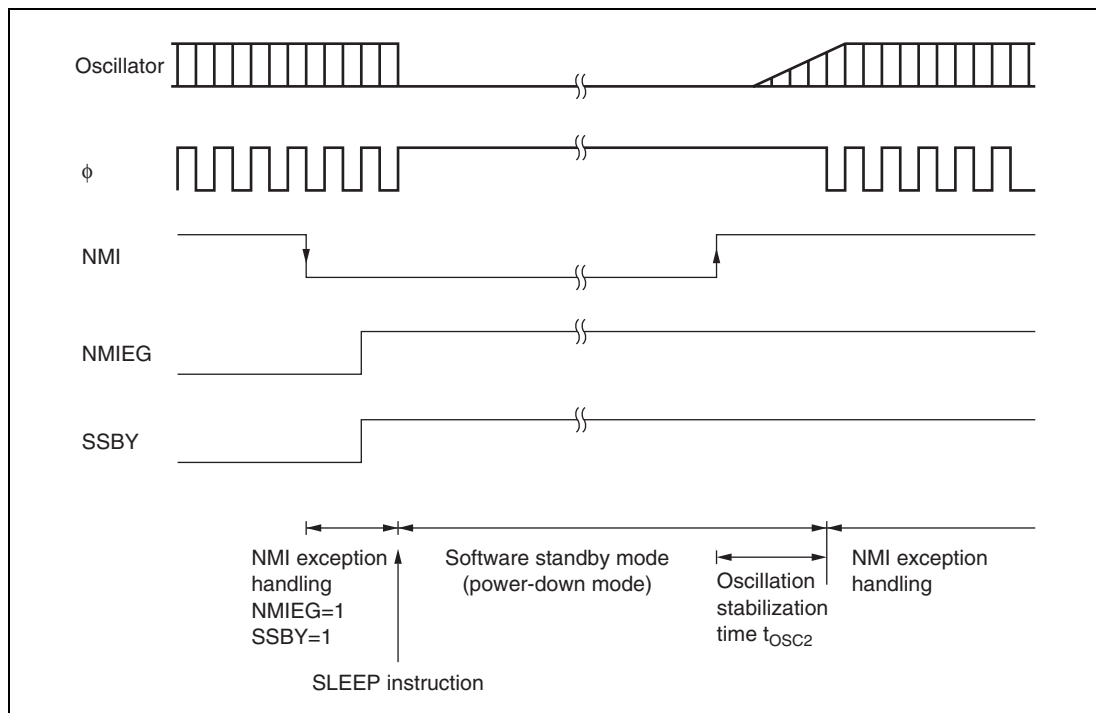 Oscillator
ϕ
NMI
NMIEG
SSBY
NMI exception
handling
NMIEG=1
SSBY=1
SLEEP instruction
Software standby mode
(power-down mode)
Oscillation
stabilization
time tOSC2
NMI exception
handling